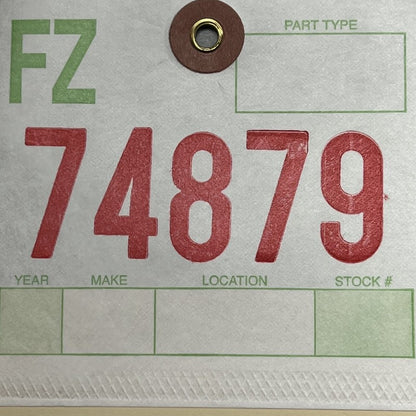 FZ
PART TYPE
74879
YEAR MAKE LOCATION STOCK #